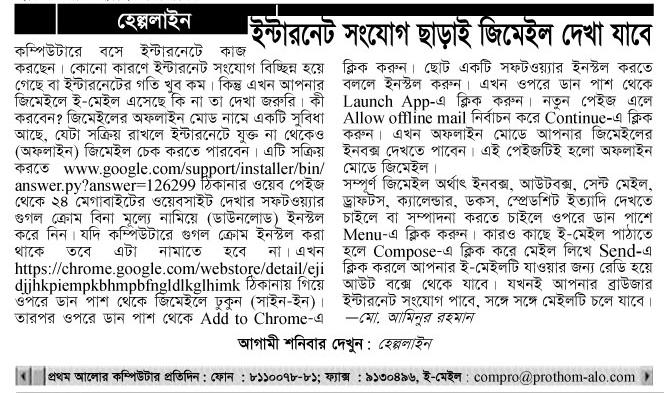 হেল্পলাইন
ইন্টারনেট সংযোগ ছাড়াই জিমেইল দেখা যাবে
কম্পিউটারে বসে ইন্টারনেটে কাজ
করছেন। কোনো কারণে ইন্টারনেট সংযোগ বিচ্ছিন্ন হয়ে
গেছে বা ইন্টারনেটের গতি খুব কম। কিন্তু এখন আপনার
জিমেইলে ই-মেইল এসেছে কি না তা দেখা জরুরি। কী
করবেন? জিমেইলের অফলাইন মোড নামে একটি সুবিধা
আছে, যেটা সক্রিয় রাখলে ইন্টারনেটে যুক্ত না থেকেও
(অফলাইন) জিমেইল চেক করতে পারবেন। এটি সক্রিয়
করতে www.google.com/support/installer/bin/
answer.py?answer=126299 ঠিকানার ওয়েব পেইজ
থেকে ২৪ মেগাবাইটের ওয়েবসাইট দেখার সফটওয়্যার
গুগল ক্রোম বিনা মূল্যে নামিয়ে (ডাউনলোড) ইনস্টল
করে নিন। যদি কম্পিউটারে গুগল ক্রোম ইনস্টল করা
থাকে তবে এটা নামাতে হবে না। এখন
https://chrome.google.com/webstore/detail/eji
djjhkpiempkbhmpbfngldlkglhimk ঠিকানায় গিয়ে
ওপরে ডান পাশ থেকে জিমেইলে ঢুকুন (সাইন-ইন)।
তারপর ওপরে ডান পাশ থেকে Add to Chrome-এ
ক্লিক করুন। ছোট একটি সফটওয়্যার ইনস্টল করতে
বললে ইনস্টল করুন। এখন ওপরে ডান পাশ থেকে
Launch App-এ ক্লিক করুন। নতুন পেইজ এলে
Allow offline mail নির্বাচন করে Continue-এ ক্লিক
করুন। এখন অফলাইন মোডে আপনার জিমেইলের
ইনবক্স দেখতে পাবেন। এই পেইজটিই হলো অফলাইন
মোডে জিমেইল।
সম্পূর্ণ জিমেইল অর্থাৎ ইনবক্স, আউটবক্স, সেন্ট মেইল,
ড্রাফটস, ক্যালেন্ডার, ডকস, স্প্রেডশিট ইত্যাদি দেখতে
চাইলে বা সম্পাদনা করতে চাইলে ওপরে ডান পাশে
Menu-এ ক্লিক করুন। কারও কাছে ই-মেইল পাঠাতে
হলে Compose-এ ক্লিক করে মেইল লিখে Send-এ
ক্লিক করলে আপনার ই-মেইলটি যাওয়ার জন্য রেডি হয়ে
আউট বক্সে থেকে যাবে। যখনই আপনার ব্রাউজার
ইন্টারনেট সংযোগ পাবে, সঙ্গে সঙ্গে মেইলটি চলে যাবে।
—মো. আমিনুর রহমান
আগামী শনিবার দেখুন : হেল্পলাইন
প্রথম আলোর কম্পিউটার প্রতিদিন : ফোন : ৮১১০০৭৮-৮১; ফ্যাক্স : ৯১৩০৪৯৬, ই-মেইল : compro@prothom-alo.com